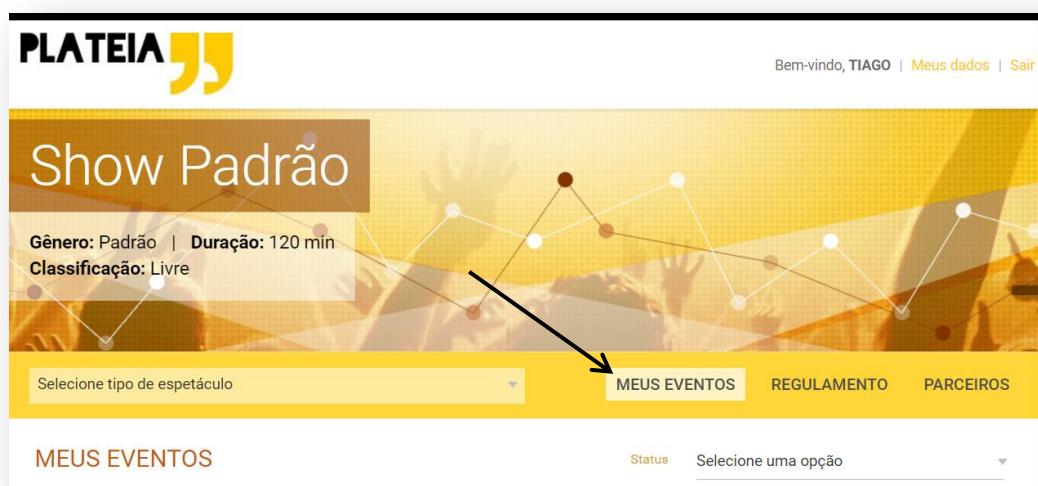 PLATEIA
Bem-vindo, TIAGO | Meus dados | Sair
Show Padrão
Gênero: Padrão | Duração: 120 min
Classificação: Livre
Selecione tipo de espetáculo
MEUS EVENTOS REGULAMENTO PARCEIROS
MEUS EVENTOS
Status Selecione uma opção